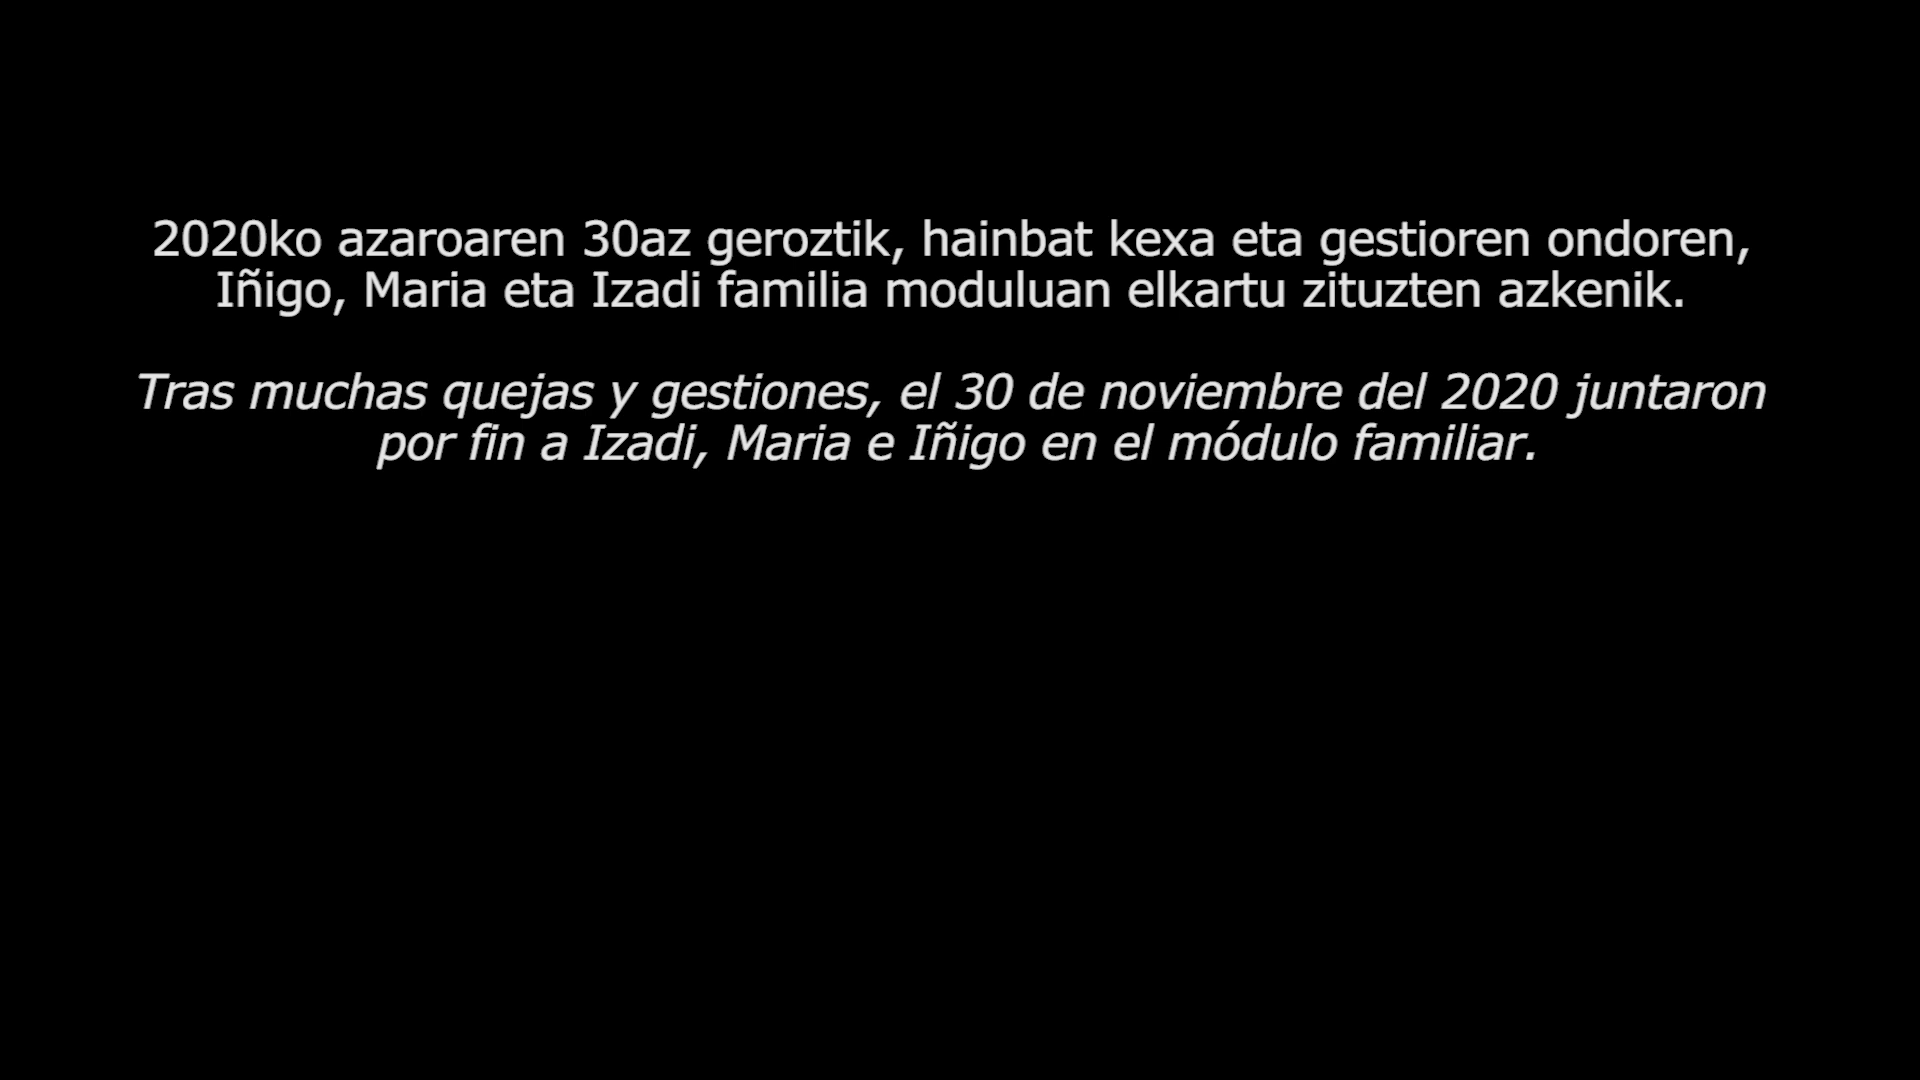 2020ko azaroaren 30az geroztik, hainbat kexa eta gestioren ondoren,
Iñigo, Maria eta Izadi familia moduluan elkartu zituzten azkenik.
Tras muchas quejas y gestiones, el 30 de noviembre del 2020 juntaron
por fin a Izadi, Maria e Iñigo en el módulo familiar.